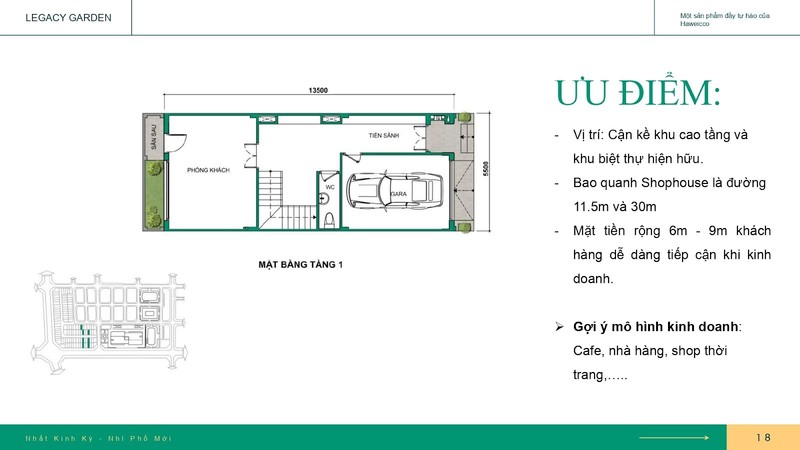 LEGACY GARDEN
Một sản phẩm đầy tự hào của
Haweicco
ƯU ĐIỂM:
- Vị trí: Cận kề khu cao tầng và
khu biệt thự hiện hữu.
- Bao quanh Shophouse là đường
11.5m và 30m
- Mặt tiền rộng 6m - 9m khách
hàng dễ dàng tiếp cận khi kinh
doanh.
➢ Gợi ý mô hình kinh doanh:
Cafe, nhà hàng, shop thời
trang,…..
13500
SÂN SAU
PHÒNG KHÁCH
TIỀN SẢNH
WC
GARA
5500
MẶT BẰNG TẦNG 1
Nhất Kinh Kỳ - Nhì Phố Mới
18